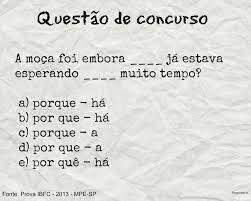 Questão de concurso
A moça foi embora ____ já estava
esperando ____ muito tempo?
a) porque - há
b) por que - há
c) porque - a
d) por que - a
e) por quê - há
Fonte: Prova IBFC - 2013 - MPE-SP